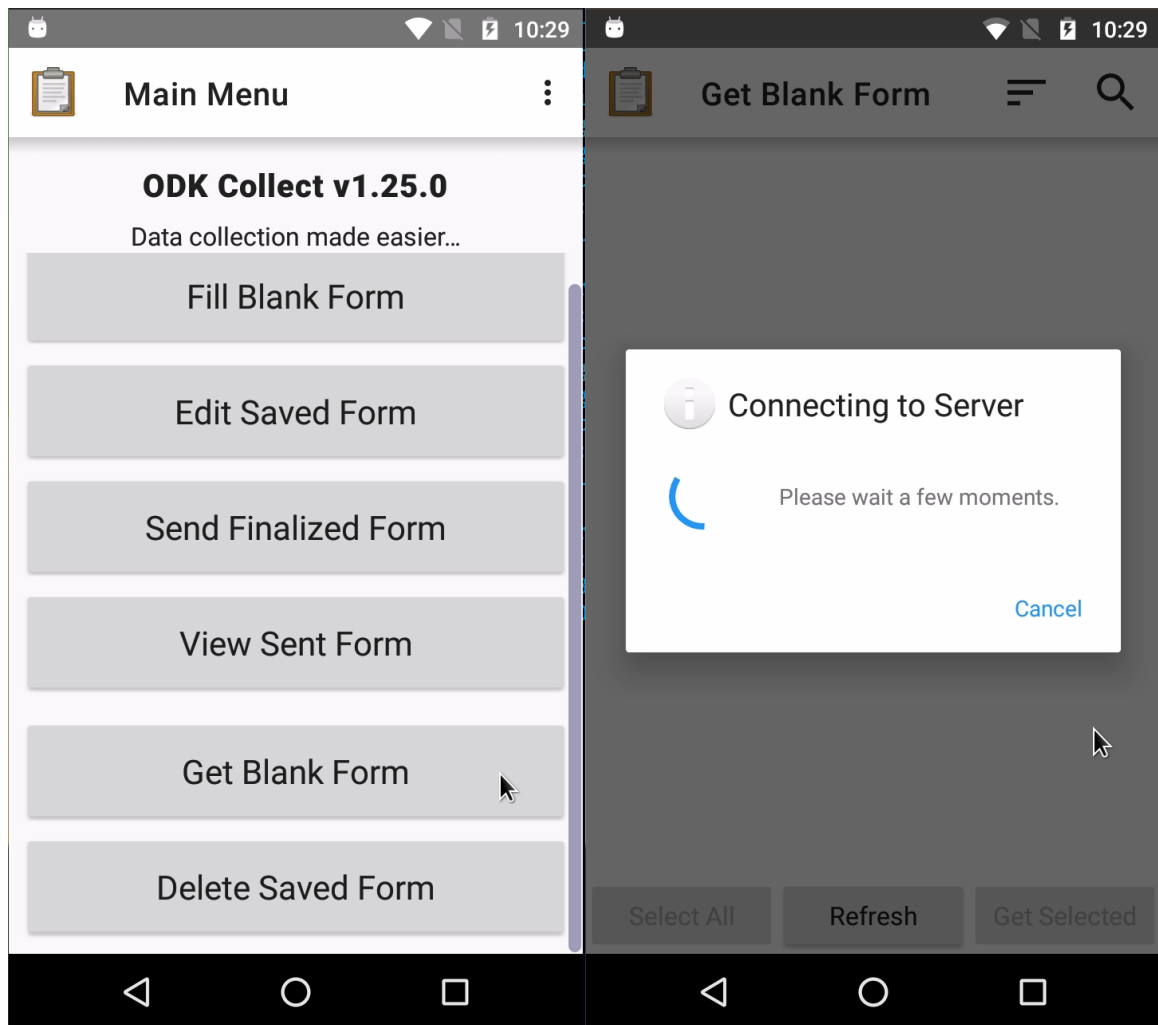 10:29
Main Menu
ODK Collect v1.25.0
Data collection made easier...
Fill Blank Form
Edit Saved Form
Send Finalized Form
View Sent Form
Get Blank Form
Delete Saved Form
10:29
Get Blank Form
Connecting to Server
Please wait a few moments.
Cancel
Select All
Refresh
Get Selected